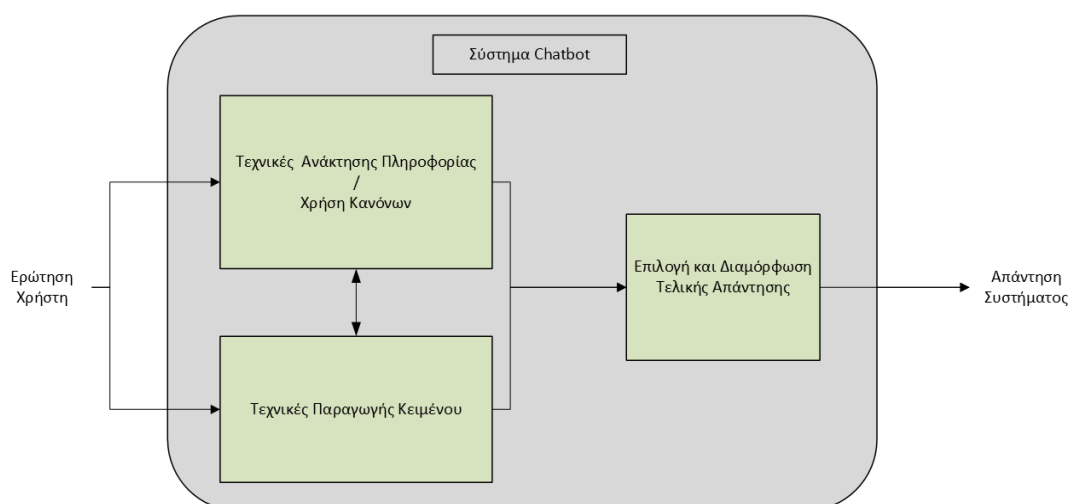 Σύστημα Chatbot
Τεχνικές Ανάκτησης Πληροφορίας
/
Χρήση Κανόνων
Ερώτηση
Χρήστη
Επιλογή και Διαμόρφωση
Τελικής Απάντησης
Απάντηση
Συστήματος
Τεχνικές Παραγωγής Κειμένου